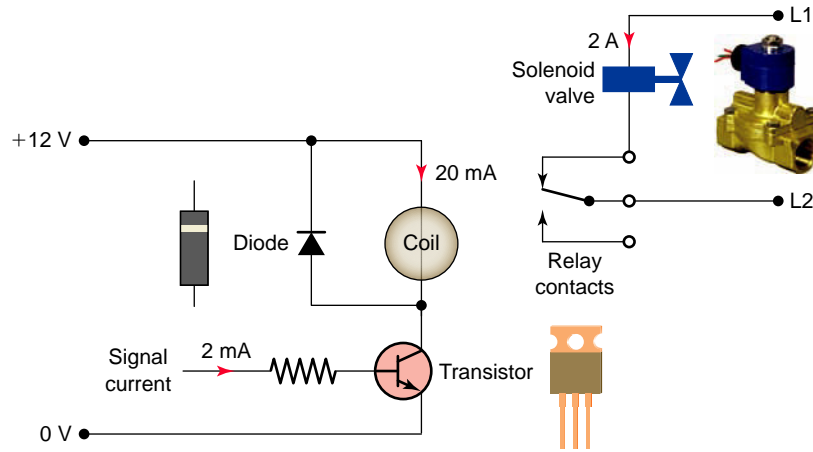 L1
2 A
Solenoid
valve
+12 V
20 mA
L2
Diode
Coil
Relay
contacts
Signal
current
2 mA
Transistor
0 V